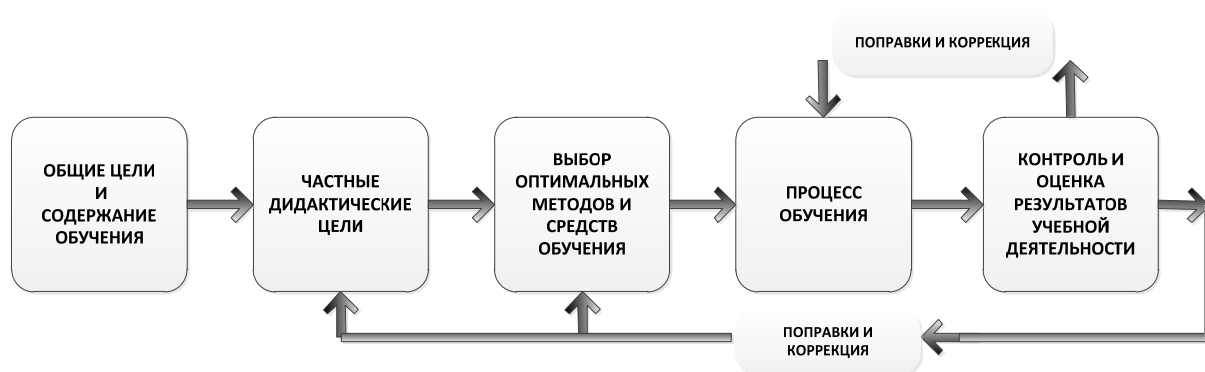 ПОПРАВКИ И КОРРЕКЦИЯ
ОБЩИЕ ЦЕЛИ
И
СОДЕРЖАНИЕ
ОБУЧЕНИЯ
ЧАСТНЫЕ
ДИДАКТИЧЕСКИЕ
ЦЕЛИ
ВЫБОР
ОПТИМАЛЬНЫХ
МЕТОДОВ И
СРЕДСТВ
ОБУЧЕНИЯ
ПРОЦЕСС
ОБУЧЕНИЯ
КОНТРОЛЬ И
ОЦЕНКА
РЕЗУЛЬТАТОВ
УЧЕБНОЙ
ДЕЯТЕЛЬНОСТИ
ПОПРАВКИ И
КОРРЕКЦИЯ